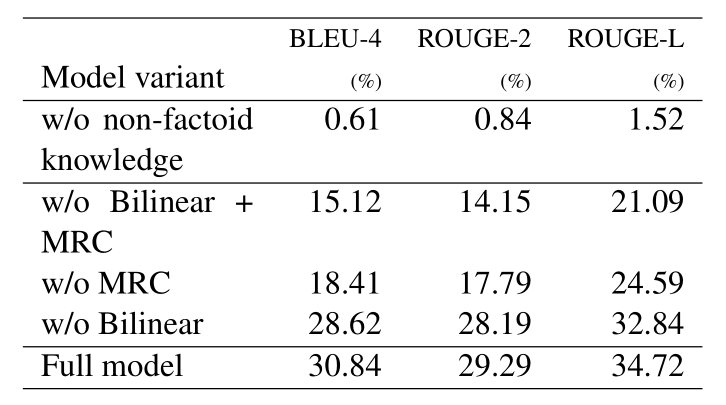 BLEU-4 ROUGE-2 ROUGE-L
Model variant (%) (%) (%)
w/o non-factoid 0.61 0.84 1.52
knowledge
w/o Bilinear + 15.12 14.15 21.09
MRC
w/o MRC 18.41 17.79 24.59
w/o Bilinear 28.62 28.19 32.84
Full model 30.84 29.29 34.72